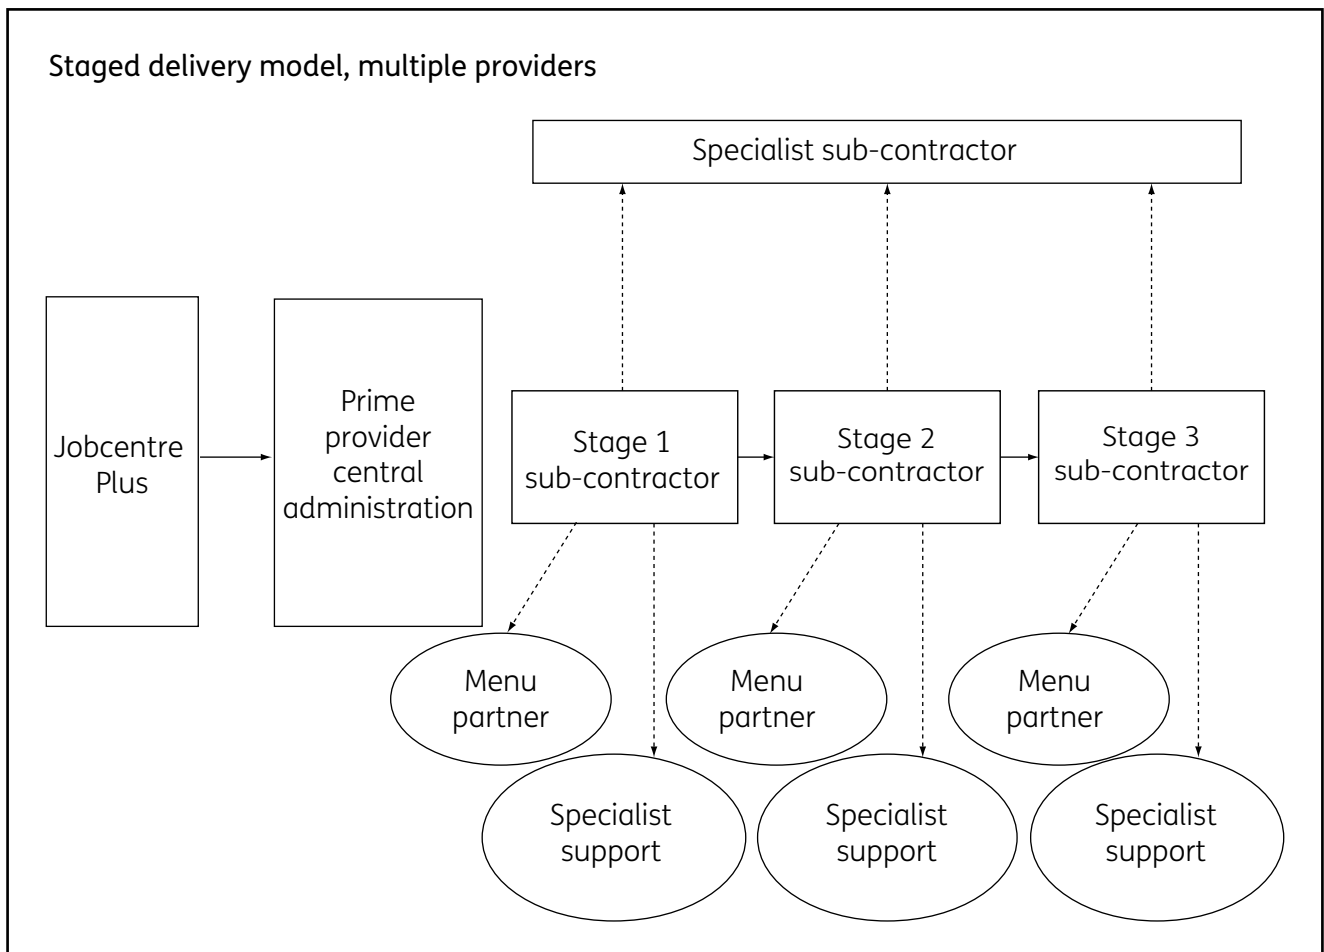 Staged delivery model, multiple providers
Specialist sub-contractor
Jobcentre
Plus
Prime
provider
central
administration
Stage 1
sub-contractor
Stage 2
sub-contractor
Stage 3
sub-contractor
Menu
partner
Menu
partner
Menu
partner
Specialist
support
Specialist
support
Specialist
support